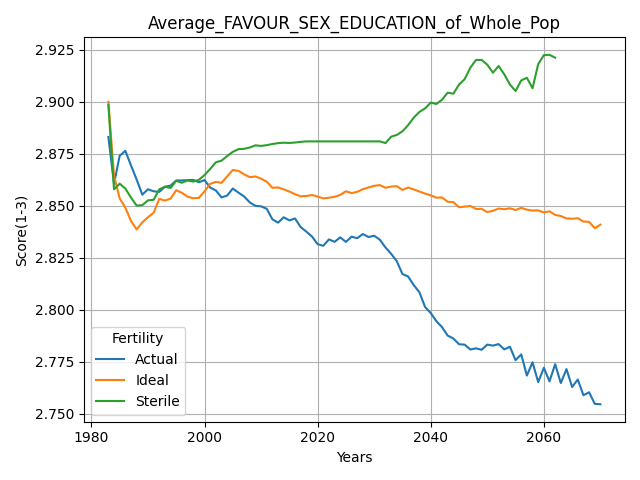 Average_FAVOUR_SEX_EDUCATION_of_Whole_Pop
Score(1-3)
2.925
2.900
2.875
2.850
2.825
2.800
2.775
2.750
Fertility
Actual
Ideal
Sterile
1980
2000
2020
2040
2060
Years